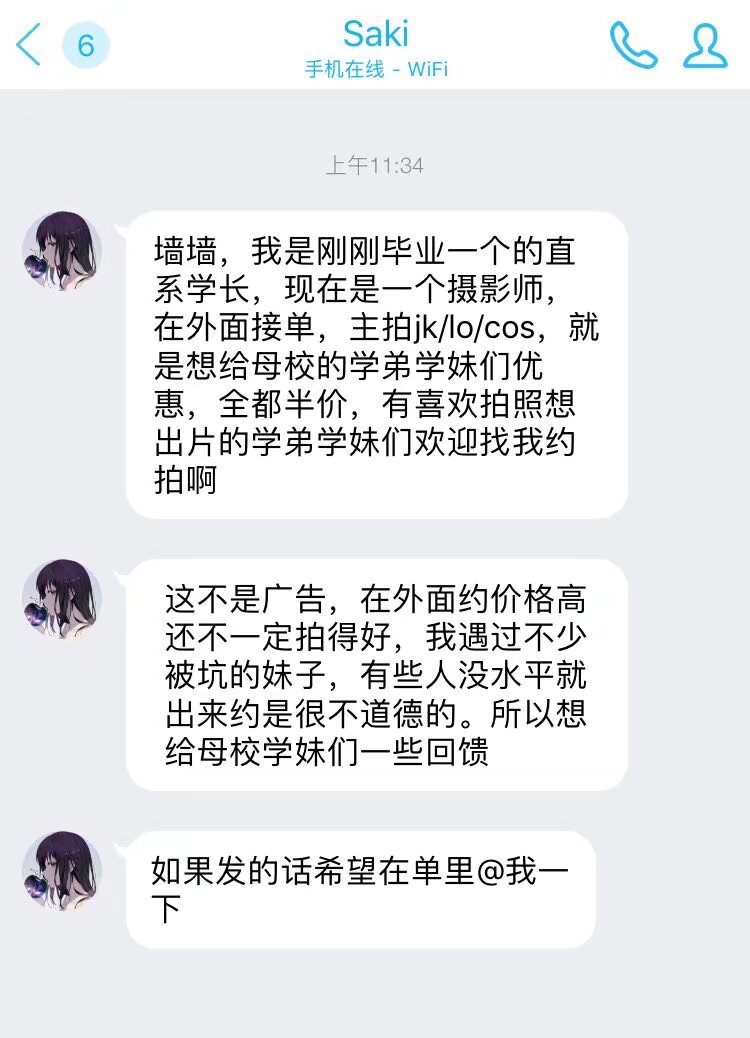 6
Saki
手机在线 - WiFi
上午11:34
墙墙，我是刚刚毕业一个的直
系学长，现在是一个摄影师，
在外面接单，主拍jk/lo/cos，就
是想给母校的学弟学妹们优
惠，全都半价，有喜欢拍照想
出片的学弟学妹们欢迎找我约
拍啊
这不是广告，在外面约价格高
还不一定拍得好，我遇过不少
被坑的妹子，有些人没水平就
出来约是很不道德的。所以想
给母校学妹们一些回馈
如果发的话希望在单里@我一
下